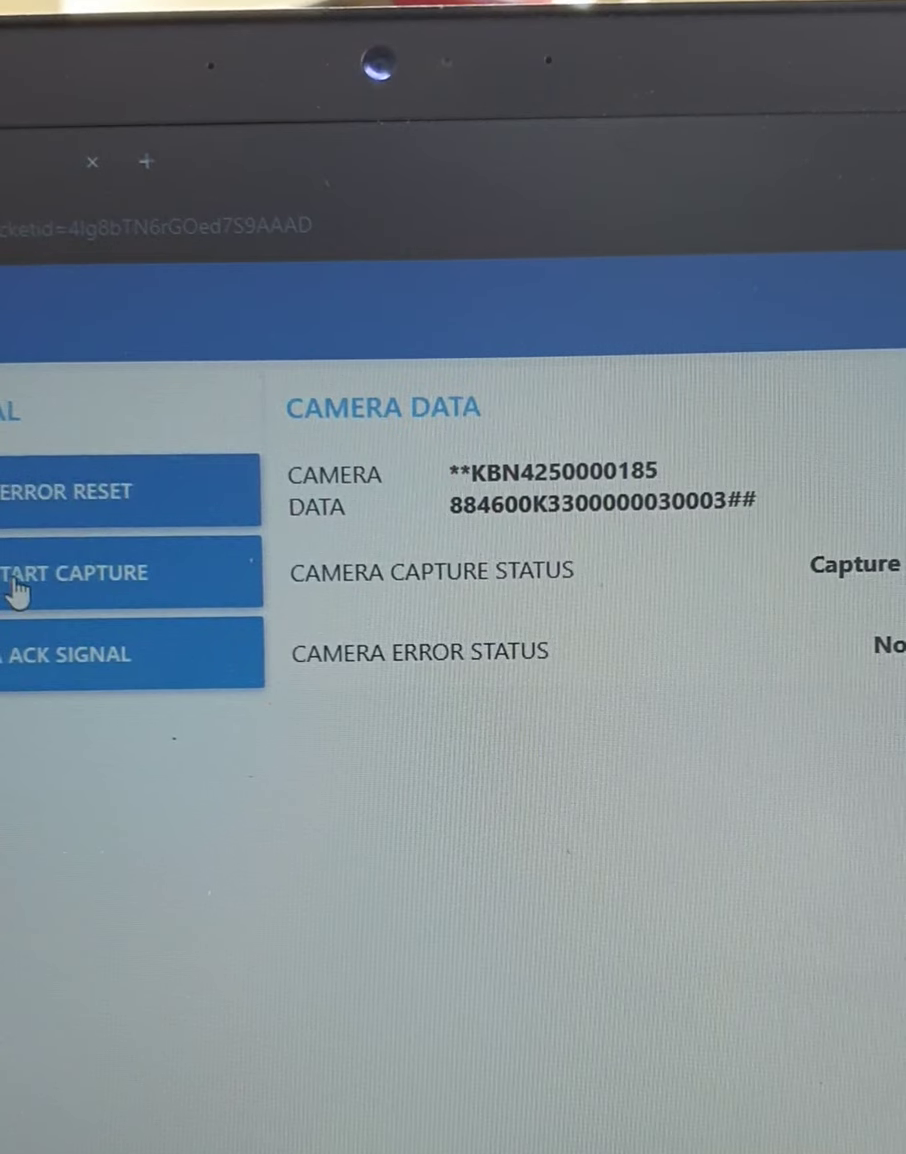 × +
cketid=4Ig8bTN6rGOed7S9AAAD
AL
CAMERA DATA
ERROR RESET
CAMERA DATA
**KBN4250000185
884600K3300000030003##
TART CAPTURE
CAMERA CAPTURE STATUS
Capture
ACK SIGNAL
CAMERA ERROR STATUS
No